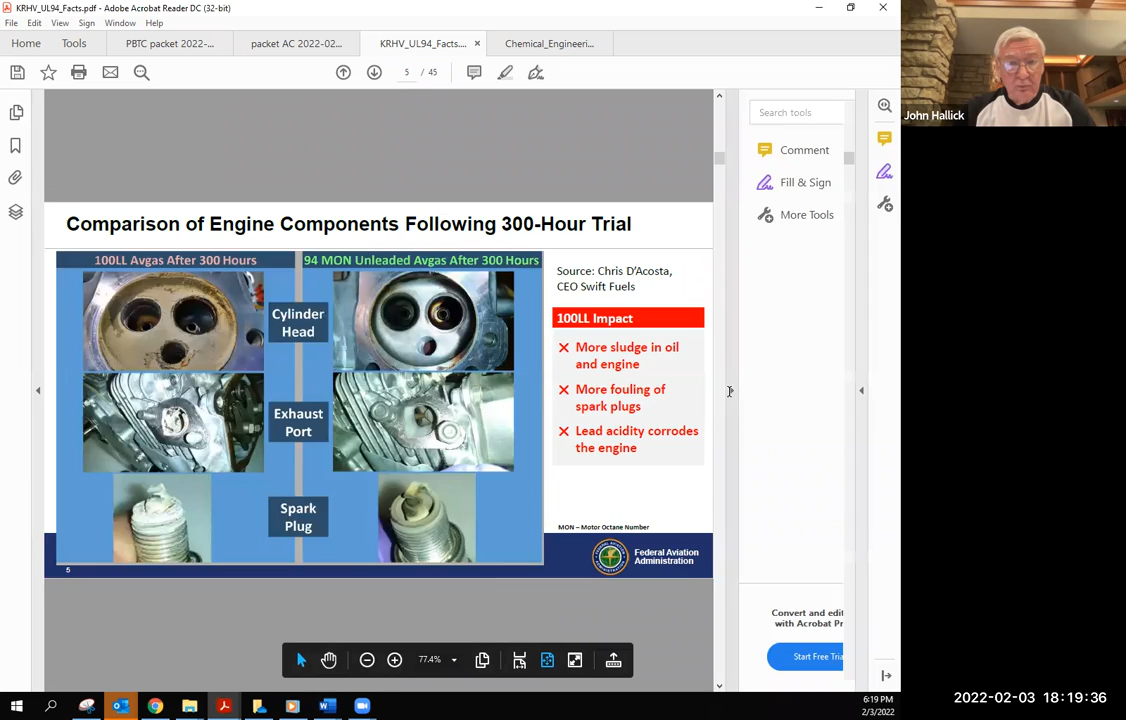 KRHV_UL94_Facts.pdf - Adobe Acrobat Reader DC (32-bit)
File Edit View Sign Window Help
Home Tools PBTC packet 2022-... packet AC 2022-02... KRHV_UL94_Facts.... × Chemical_Engineeri...
5 / 45
Search tools
Comment
Fill & Sign
More Tools
John Hallick
Comparison of Engine Components Following 300-Hour Trial
100LL Avgas After 300 Hours
94 MON Unleaded Avgas After 300 Hours
Cylinder
Head
Exhaust
Port
Spark
Plug
Source: Chris D'Acosta,
CEO Swift Fuels
100LL Impact
More sludge in oil
and engine
More fouling of
spark plugs
Lead acidity corrodes
the engine
MON – Motor Octane Number
5
Federal Aviation
Administration
Convert and edi
with Acrobat Pr
Start Free Tria
77.4%
6:19 PM
2/3/2022
2022-02-03 18:19:36